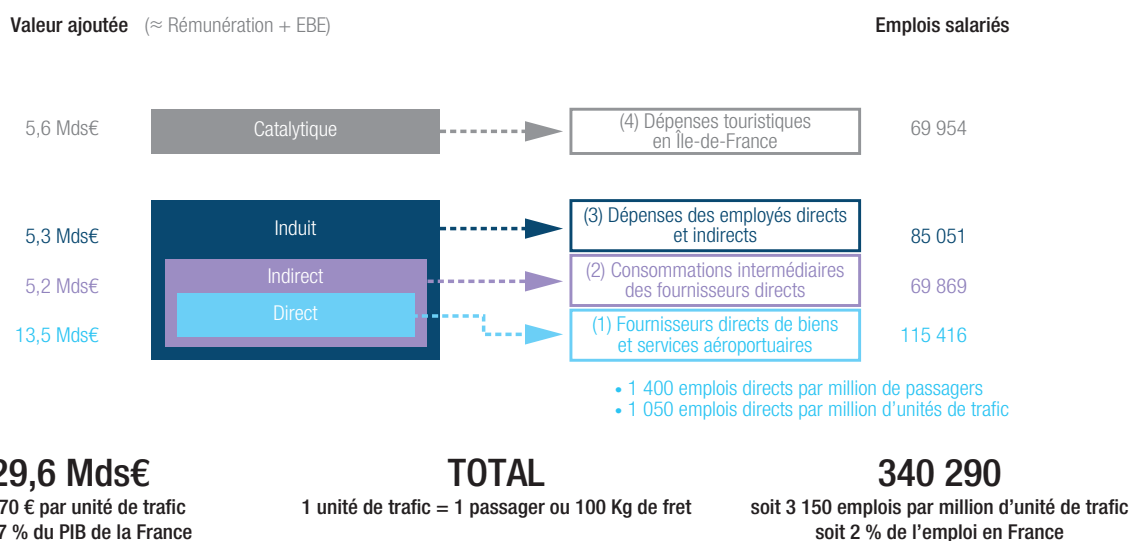 Valeur ajoutée (≈ Rémunération + EBE)
Emplois salariés
5,6 Mds€
Catalytique
(4) Dépenses touristiques
en Île-de-France
69 954
5,3 Mds€
Induit
(3) Dépenses des employés directs
et indirects
85 051
5,2 Mds€
Indirect
(2) Consommations intermédiaires
des fournisseurs directs
69 869
13,5 Mds€
Direct
(1) Fournisseurs directs de biens
et services aéroportuaires
115 416
• 1 400 emplois directs par million de passagers
• 1 050 emplois directs par million d'unités de trafic
29,6 Mds€
70 € par unité de trafic
7 % du PIB de la France
TOTAL
1 unité de trafic = 1 passager ou 100 Kg de fret
340 290
soit 3 150 emplois par million d’unité de trafic
soit 2 % de l’emploi en France